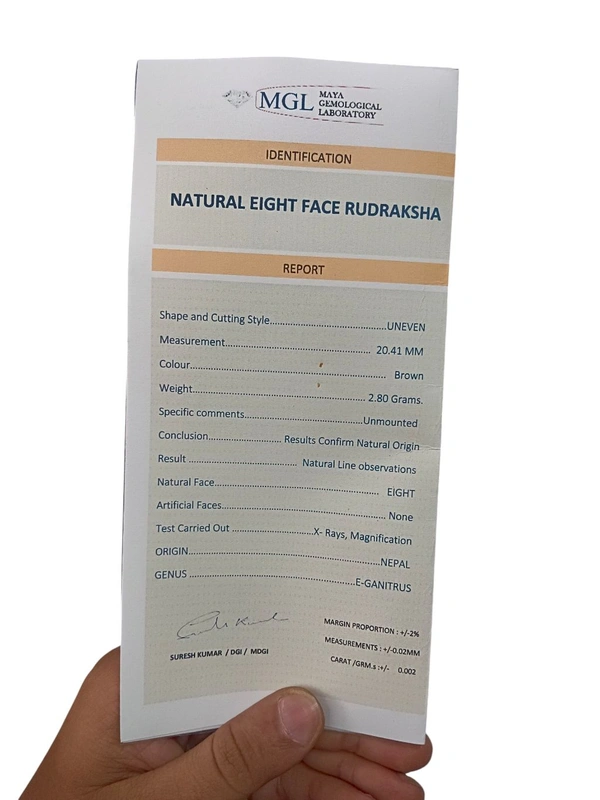 MGL MAYA
GEMOLOGICAL
LABORATORY
IDENTIFICATION
NATURAL EIGHT FACE RUDRAKSHA
REPORT
Shape and Cutting Style..........................................UNEVEN
Measurement..................................................... 20.41 MM
Colour..................................................................... Brown
Weight............................................................. 2.80 Grams.
Specific comments.......................................Unmounted
Conclusion......................... Results Confirm Natural Origin
Result ...................................... Natural Line observations
Natural Face.......................................................... EIGHT
Artificial Faces......................................................... None
Test Carried Out ............................X- Rays, Magnification
ORIGIN..................................................................NEPAL
GENUS .........................................................E-GANITRUS
MARGIN PROPORTION : +/-2%
MEASUREMENTS : +/-0.02MM
CARAT /GRM.s :+/- 0.002
SURESH KUMAR / DGI / MDGI